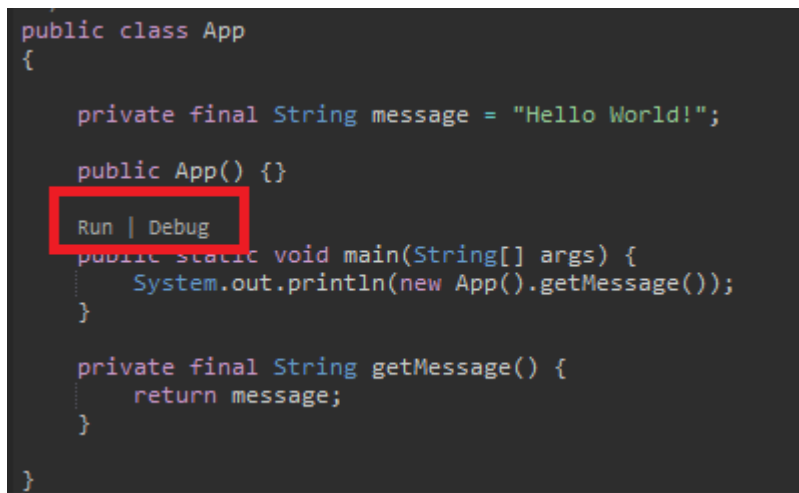 public class App
{
private final String message = "Hello World!";
public App() {}
Run | Debug
public static void main(String[] args) {
System.out.println(new App().getMessage());
}
private final String getMessage() {
return message;
}
}